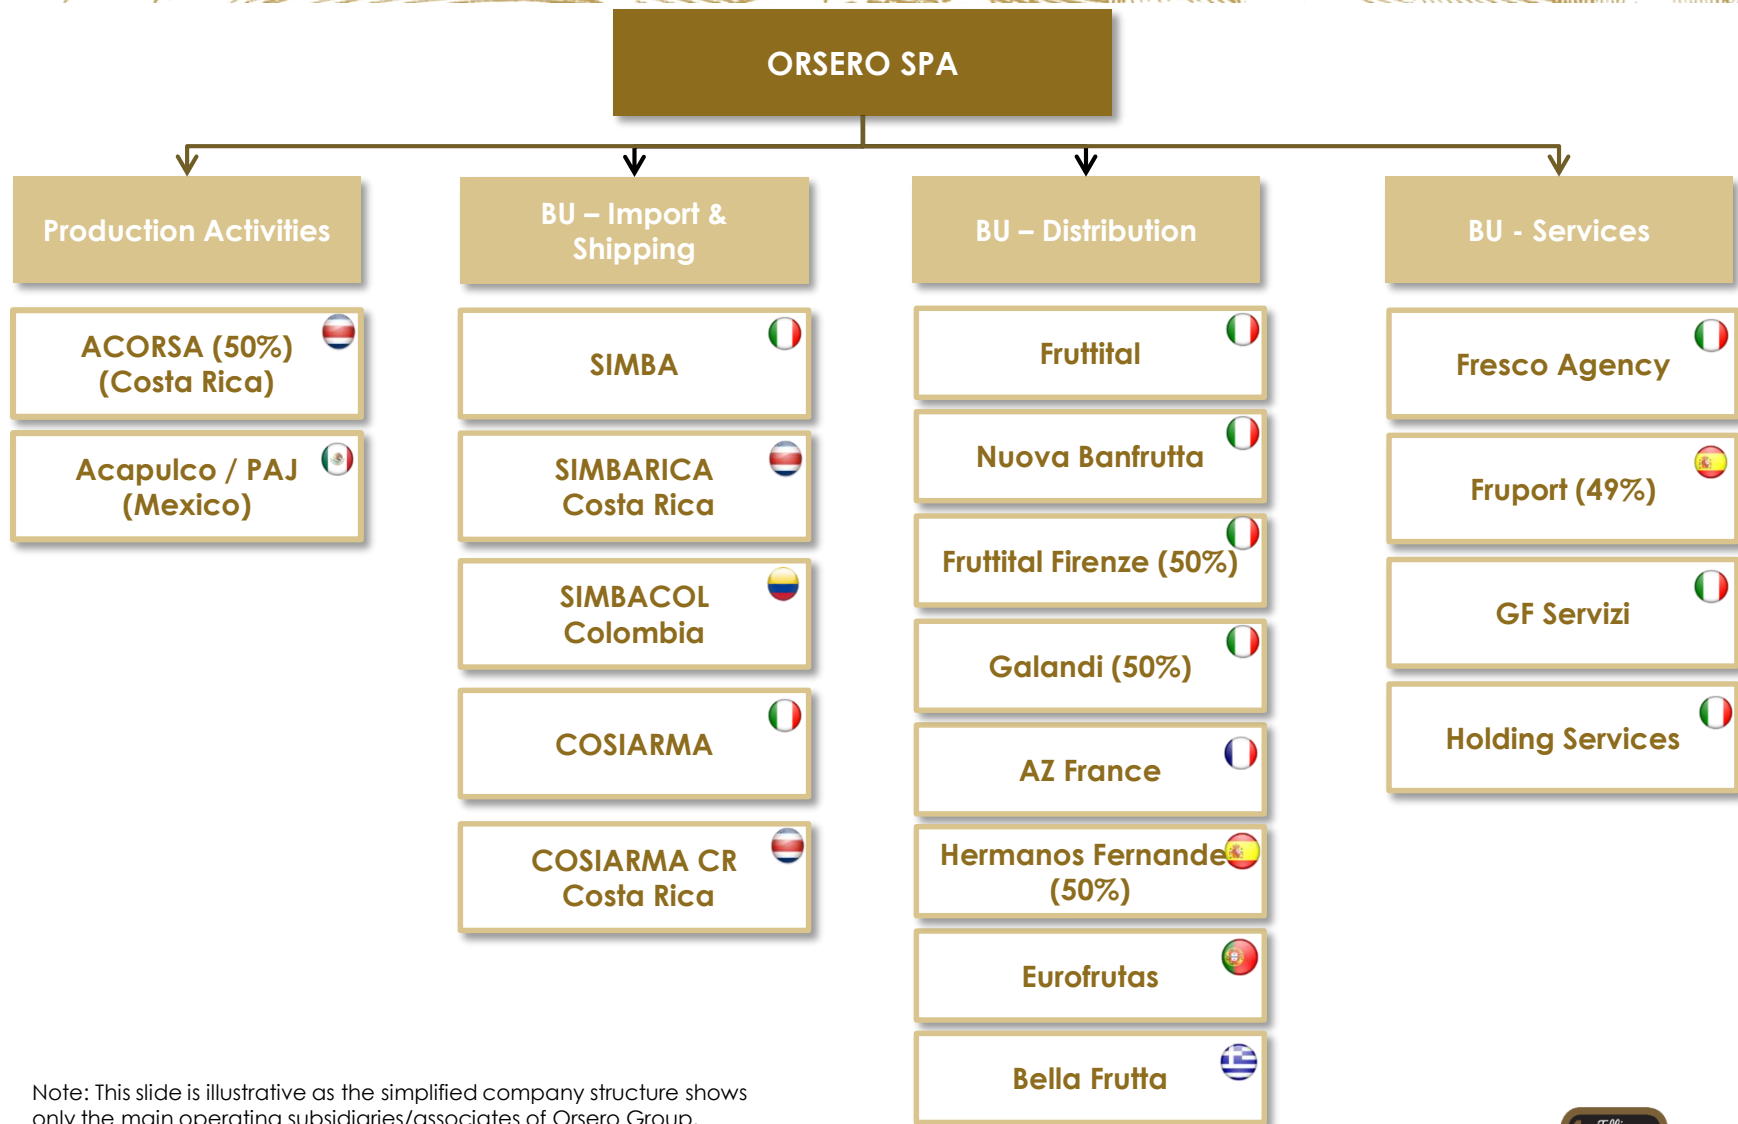 ORSERO SPA
Production Activities
BU – Import &
Shipping
BU – Distribution
BU - Services
ACORSA (50%)
(Costa Rica)
Acapulco / PAJ
(Mexico)
SIMBA
SIMBARICA
Costa Rica
SIMBACOL
Colombia
COSIARMA
COSIARMA CR
Costa Rica
Fruttital
Nuova Banfrutta
Fruttital Firenze (50%)
Galandi (50%)
AZ France
Hermanos Fernande
(50%)
Eurofrutas
Bella Frutta
Fresco Agency
Fruport (49%)
GF Servizi
Holding Services
Note: This slide is illustrative as the simplified company structure shows
only the main operating subsidiaries/associates of Orsero Group.